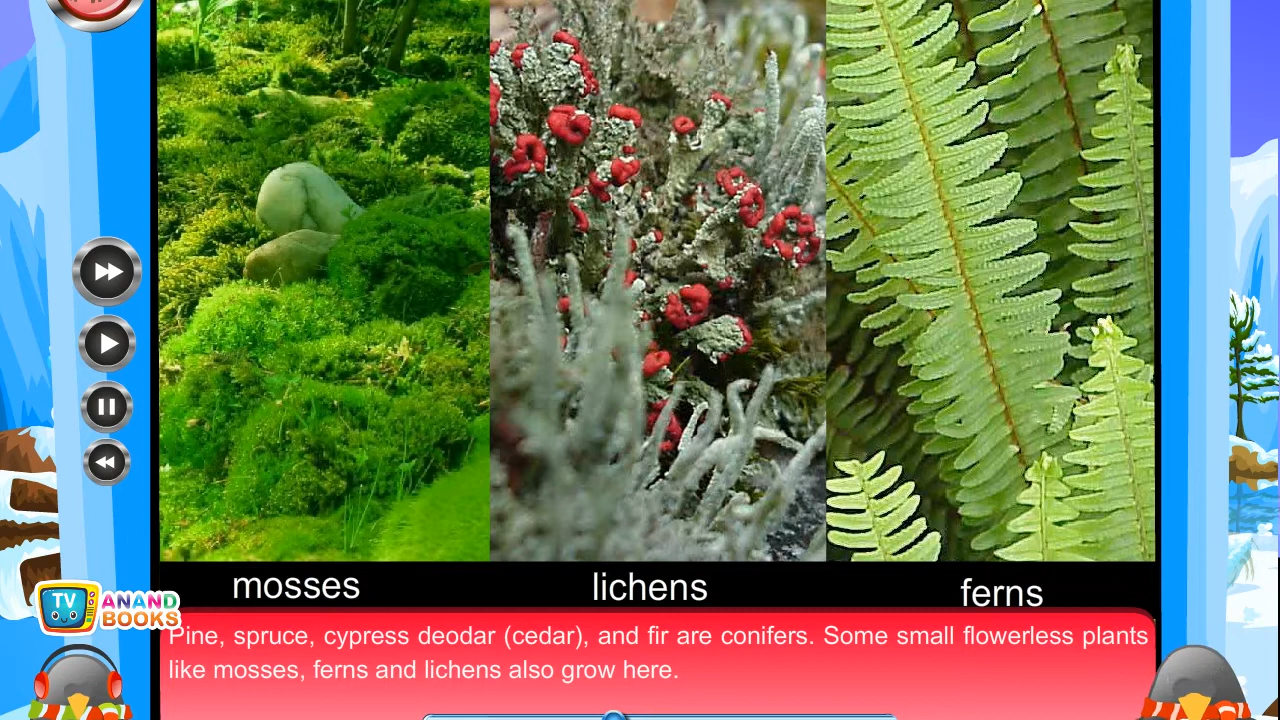 mosses
lichens
ferns
TV
ANAND
BOOKS
Pine, spruce, cypress deodar (cedar), and fir are conifers. Some small flowerless plants
like mosses, ferns and lichens also grow here.